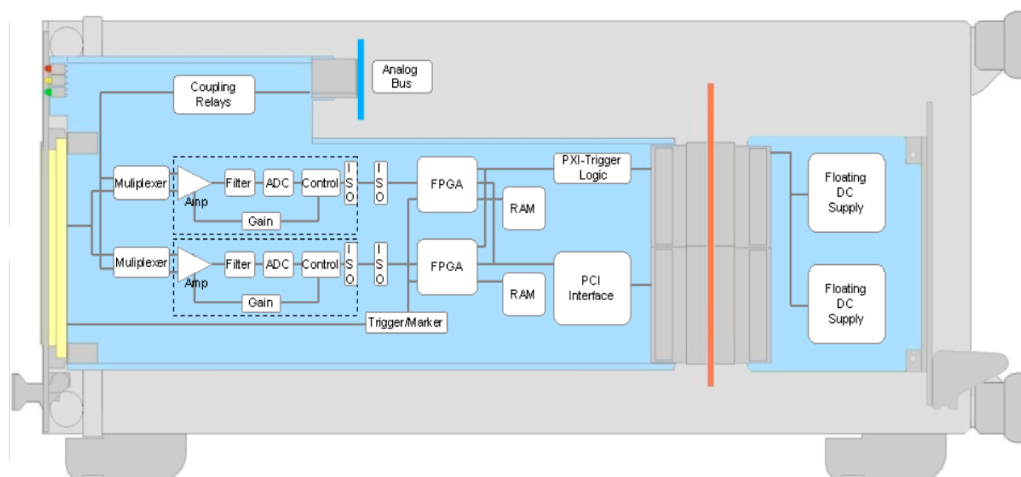 Analog
Bus
Coupling
Relays
PXI-Trigger
Logic
Muliplexer
Amp
Filter
ADC
Control
I
S
O
I
S
O
FPGA
RAM
Gain
Floating
DC
Supply
Muliplexer
Amp
Filter
ADC
Control
I
S
O
I
S
O
FPGA
RAM
Gain
PCI
Interface
Trigger/Marker
Floating
DC
Supply